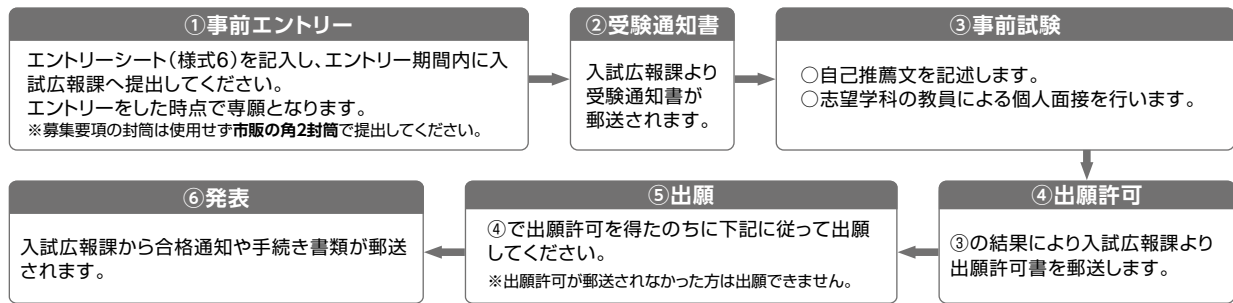 ①事前エントリー
エントリーシート(様式6)を記入し、エントリー期間内に入
試広報課へ提出してください。
エントリーをした時点で専願となります。
※募集要項の封筒は使用せず市販の角2封筒で提出してください。
②受験通知書
入試広報課より
受験通知書が
郵送されます。
③事前試験
○自己推薦文を記述します。
○志望学科の教員による個人面接を行います。
④出願許可
③の結果により入試広報課より
出願許可書を郵送します。
⑤出願
④で出願許可を得たのちに下記に従って出願
してください。
※出願許可が郵送されなかった方は出願できません。
⑥発表
入試広報課から合格通知や手続き書類が郵送
されます。